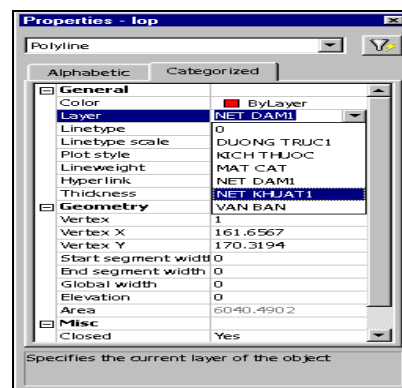 Properties - lop
Polyline
Alphabetic Categorized
General
Color ByLayer
Layer NET DAM1
Linetype 0
Linetype scale DUONG TRUC1
Plot style KICH THUOC
Lineweight MAT CAT
Hyperlink NET DAM1
Thickness NET KHUAT1
Geometry VAN BAN
Vertex 1
Vertex X 161.6567
Vertex Y 170.3194
Start segment widtl 0
End segment width 0
Global width 0
Elevation 0
Area 6040.4902
Misc
Closed Yes
Specifies the current layer of the object